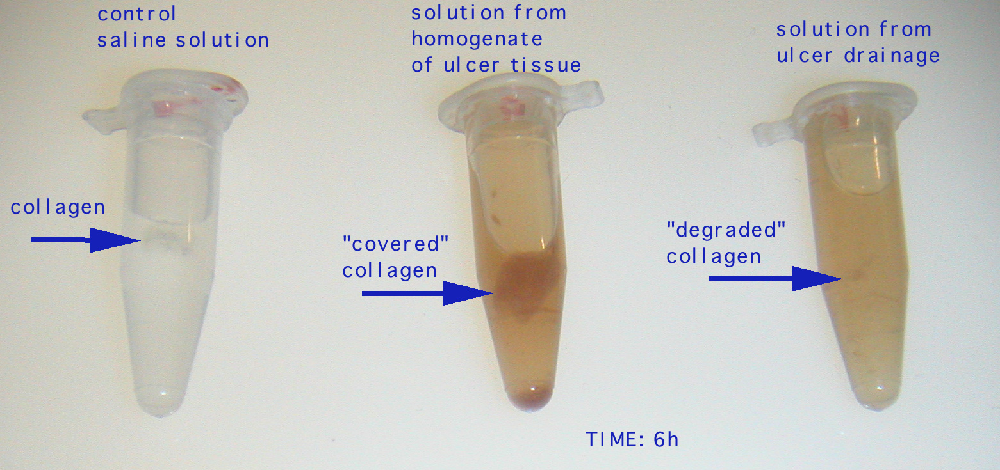 control
saline solution
solution from
homogenate
of ulcer tissue
solution from
ulcer drainage
collagen
"covered"
collagen
"degraded"
collagen
TIME: 6h